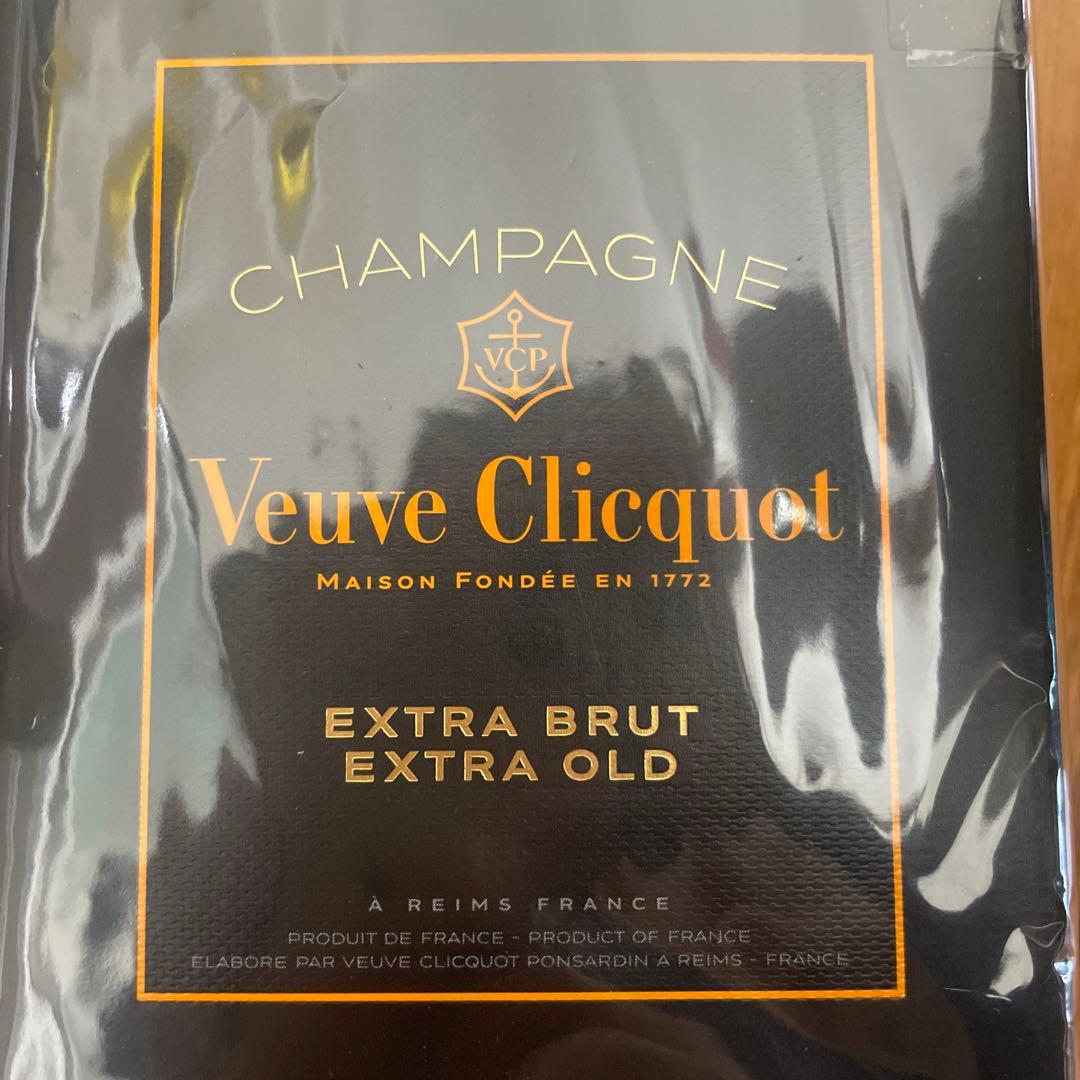 CHAMPAGNE
VCP
Veuve Clicquot
MAISON FONDÉE EN 1772
EXTRA BRUT
EXTRA OLD
À REIMS FRANCE
PRODUIT DE FRANCE - PRODUCT OF FRANCE
ELABORE PAR VEUVE CLICQUOT PONSARDIN A REIMS - FRANCE